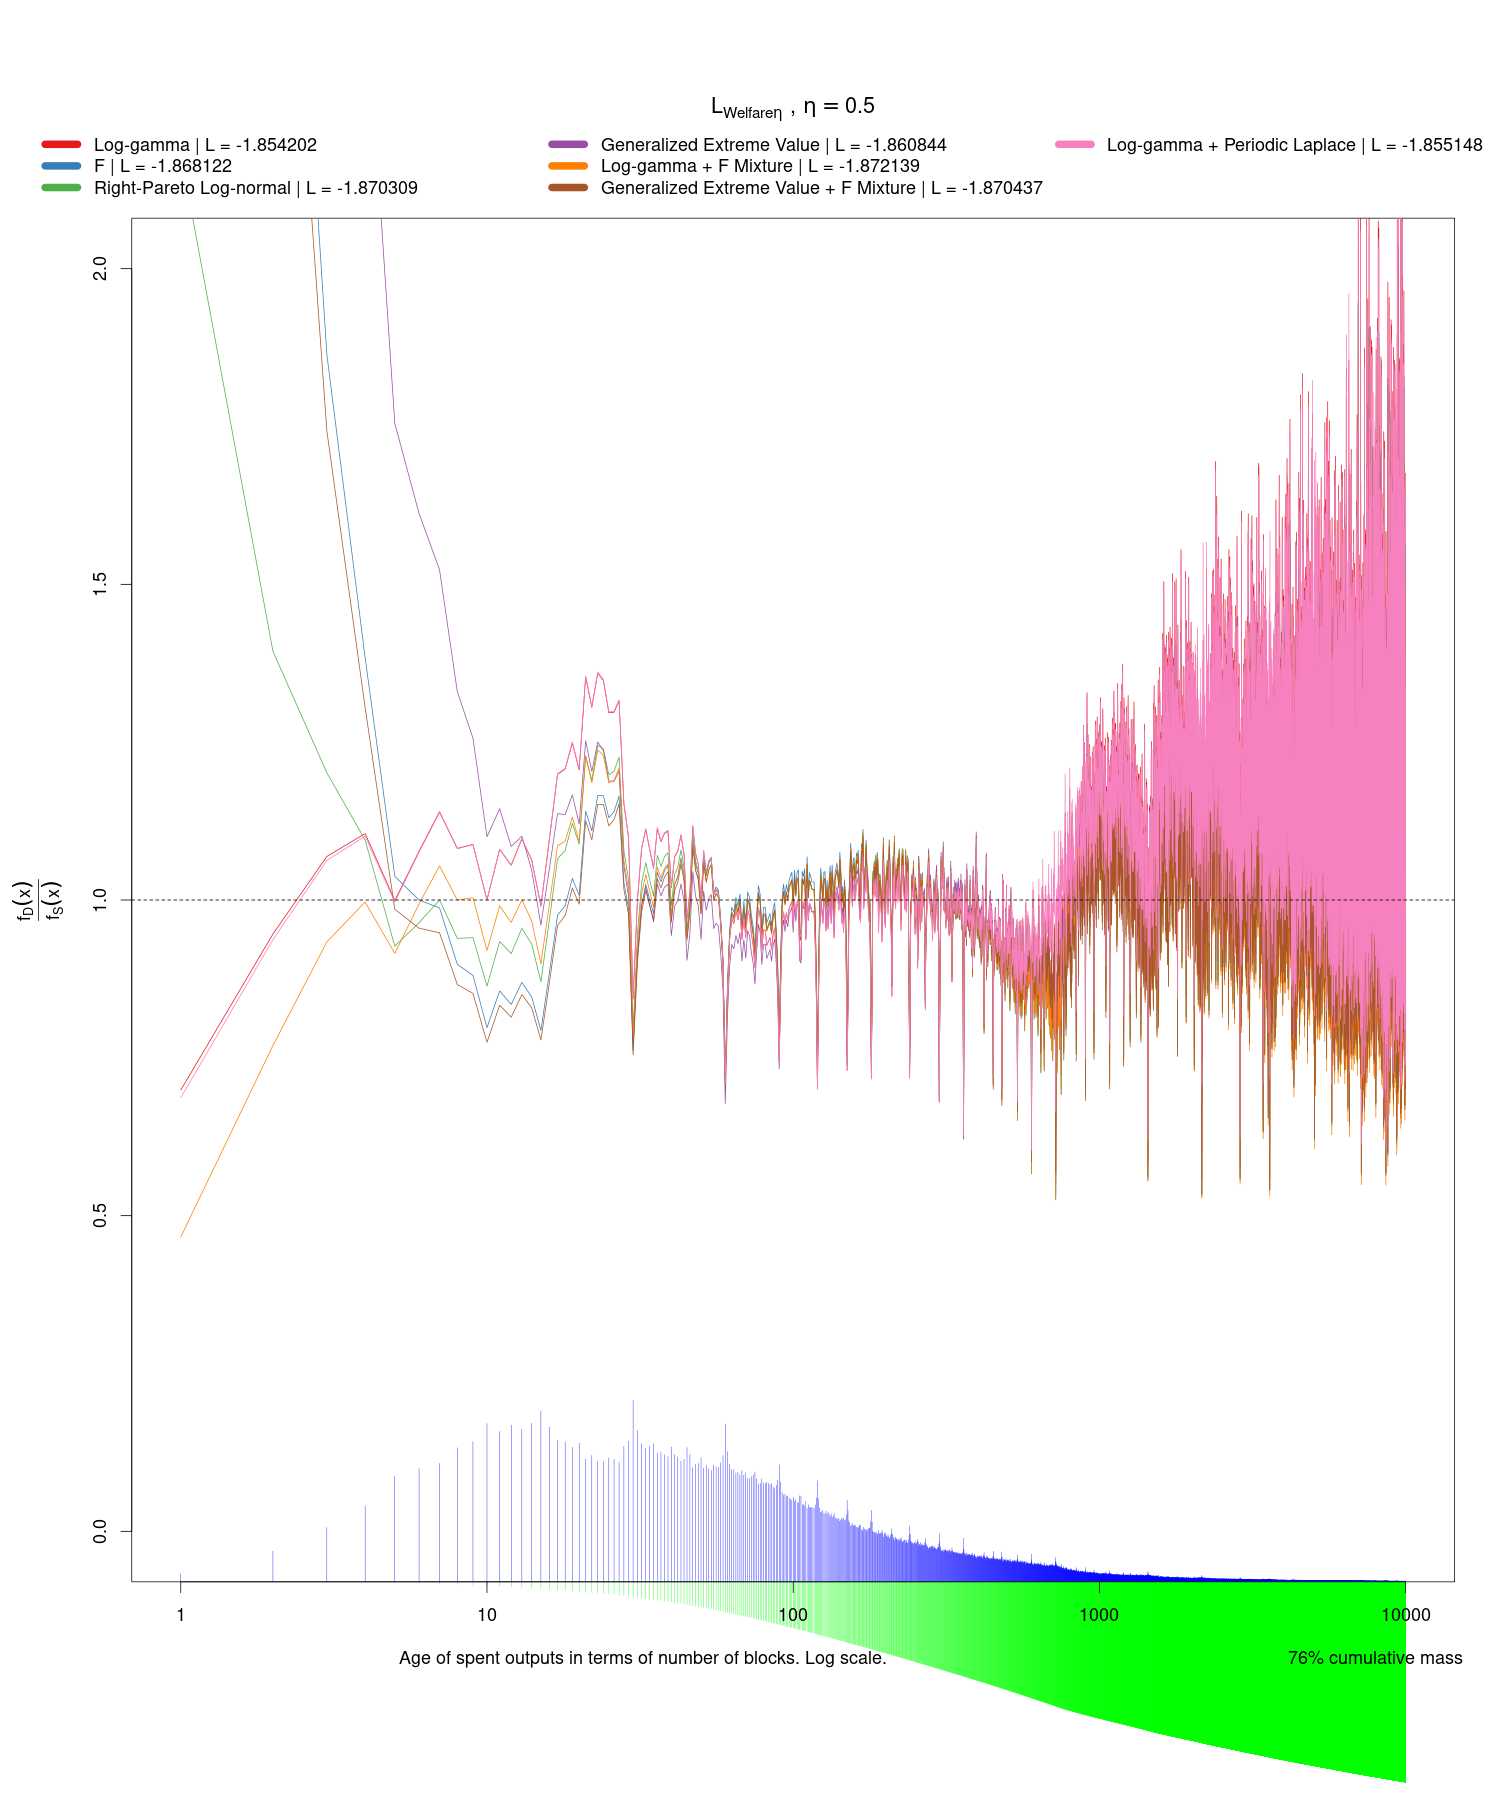 L_Welfareη , η = 0.5
Log-gamma | L = -1.854202
F | L = -1.868122
Right-Pareto Log-normal | L = -1.870309
Generalized Extreme Value | L = -1.860844
Log-gamma + F Mixture | L = -1.872139
Generalized Extreme Value + F Mixture | L = -1.870437
Log-gamma + Periodic Laplace | L = -1.855148
2.0
1.5
1.0
0.5
0.0
f_D(x)
f_S(x)
1 10 100 1000 10000
Age of spent outputs in terms of number of blocks. Log scale.
76% cumulative mass